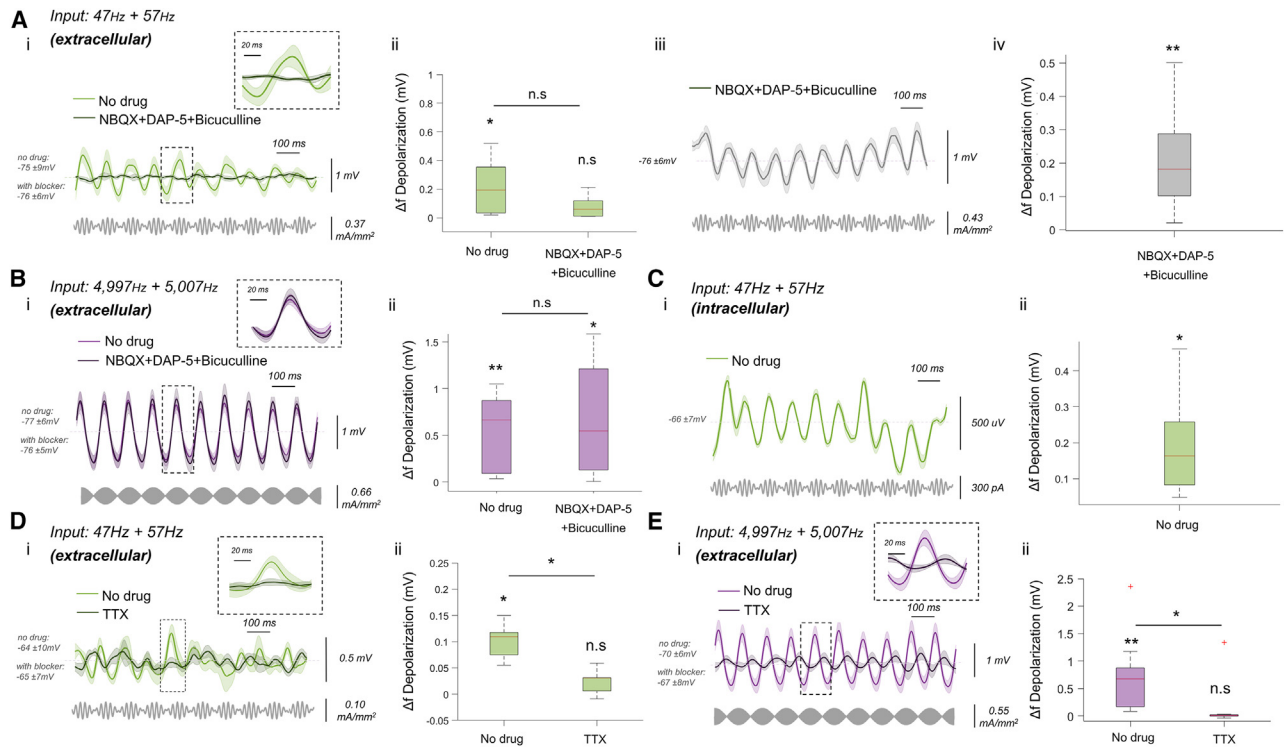 A
Input: 47Hz + 57Hz
(extracellular)
i
20 ms
No drug
NBQX+DAP-5+Bicuculline
100 ms
no drug:
-75 ±9mV
with blocker:
-76 ±6mV
1 mV
0.37
mA/mm²
ii
Δf Depolarization (mV)
1
0.8
0.6
0.4
0.2
0
n.s
*
n.s
No drug
NBQX+DAP-5
+Bicuculline
iii
NBQX+DAP-5+Bicuculline
100 ms
-76 ±6mV
1 mV
0.43
mA/mm²
iv
Δf Depolarization (mV)
0.5
0.4
0.3
0.2
0.1
0
**
NBQX+DAP-5
+Bicuculline
B
Input: 4,997Hz + 5,007Hz
(extracellular)
i
20 ms
No drug
NBQX+DAP-5+Bicuculline
100 ms
no drug:
-77 ±6mV
with blocker:
-76 ±5mV
1 mV
0.66
mA/mm²
ii
Δf Depolarization (mV)
1.5
1
0.5
0
n.s
**
*
No drug
NBQX+DAP-5
+Bicuculline
C
Input: 47Hz + 57Hz
(intracellular)
i
No drug
100 ms
-66 ±7mV
500 uV
300 pA
ii
Δf Depolarization (mV)
0.4
0.3
0.2
0.1
*
No drug
D
Input: 47Hz + 57Hz
(extracellular)
i
20 ms
No drug
TTX
100 ms
no drug:
-64 ±10mV
with blocker:
-65 ±7mV
0.5 mV
0.10
mA/mm²
ii
Δf Depolarization (mV)
0.25
0.2
0.15
0.1
0.05
0
-0.05
*
*
n.s
No drug
TTX
E
Input: 4,997Hz + 5,007Hz
(extracellular)
i
20 ms
No drug
TTX
100 ms
no drug:
-70 ±6mV
with blocker:
-67 ±8mV
1 mV
0.55
mA/mm²
ii
Δf Depolarization (mV)
2.5
2
1.5
1
0.5
0
*
**
n.s
No drug
TTX